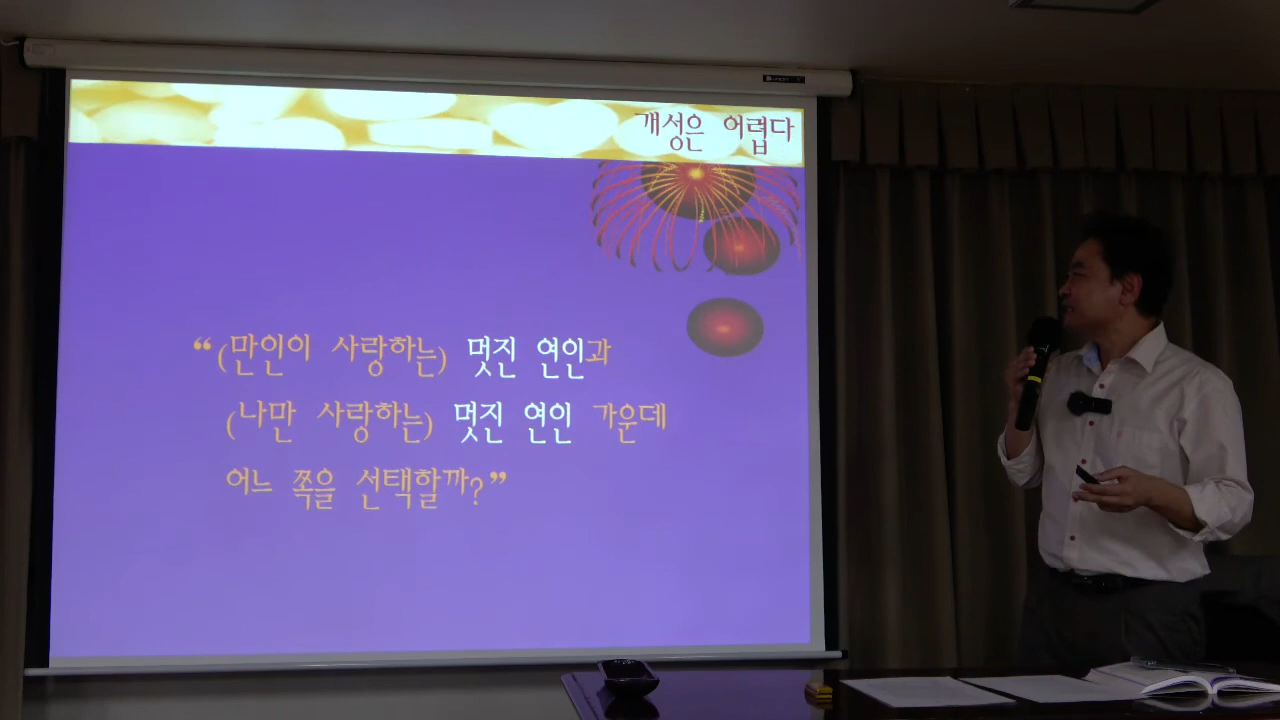 개성은 어렵다
“(만인이 사랑하는) 멋진 연인과
(나만 사랑하는) 멋진 연인 가운데
어느 쪽을 선택할까?”